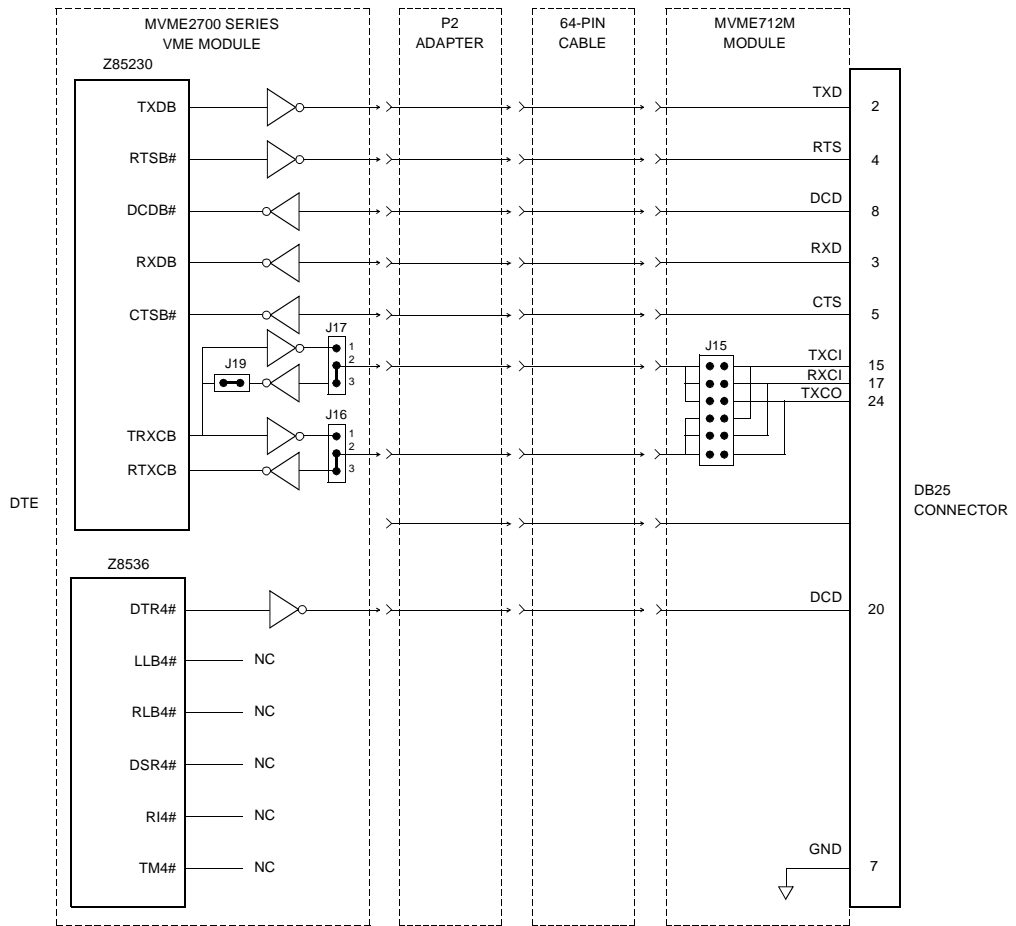 MVME2700 SERIES
VME MODULE
P2
ADAPTER
64-PIN
CABLE
MVME712M
MODULE
Z85230
TXDB
TXD
2
RTSB#
RTS
4
DCDB#
DCD
8
RXDB
RXD
3
CTSB#
CTS
5
J17
1
2
3
J19
J15
TXCI
15
RXCI
17
TXCO
24
J16
1
2
3
TRXCB
RTXCB
DTE
DB25
CONNECTOR
Z8536
DTR4#
DCD
20
LLB4#
NC
RLB4#
NC
DSR4#
NC
RI4#
NC
TM4#
NC
GND
7